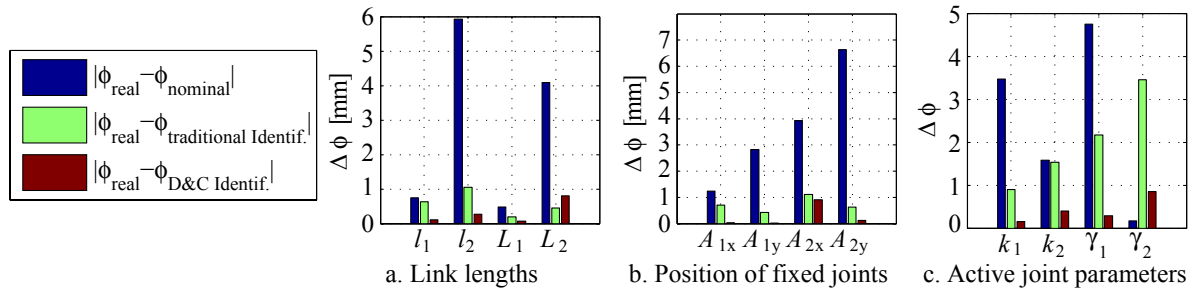 |ϕreal−ϕnominal|
|ϕreal−ϕtraditional Identif.|
|ϕreal−ϕD&C Identif.|
Δ ϕ [mm]
6
5
4
3
2
1
0
l1 l2 L1 L2
a. Link lengths
Δ ϕ [mm]
7
6
5
4
3
2
1
0
A1x A1y A2x A2y
b. Position of fixed joints
Δ ϕ
5
4
3
2
1
0
k1 k2 γ1 γ2
c. Active joint parameters